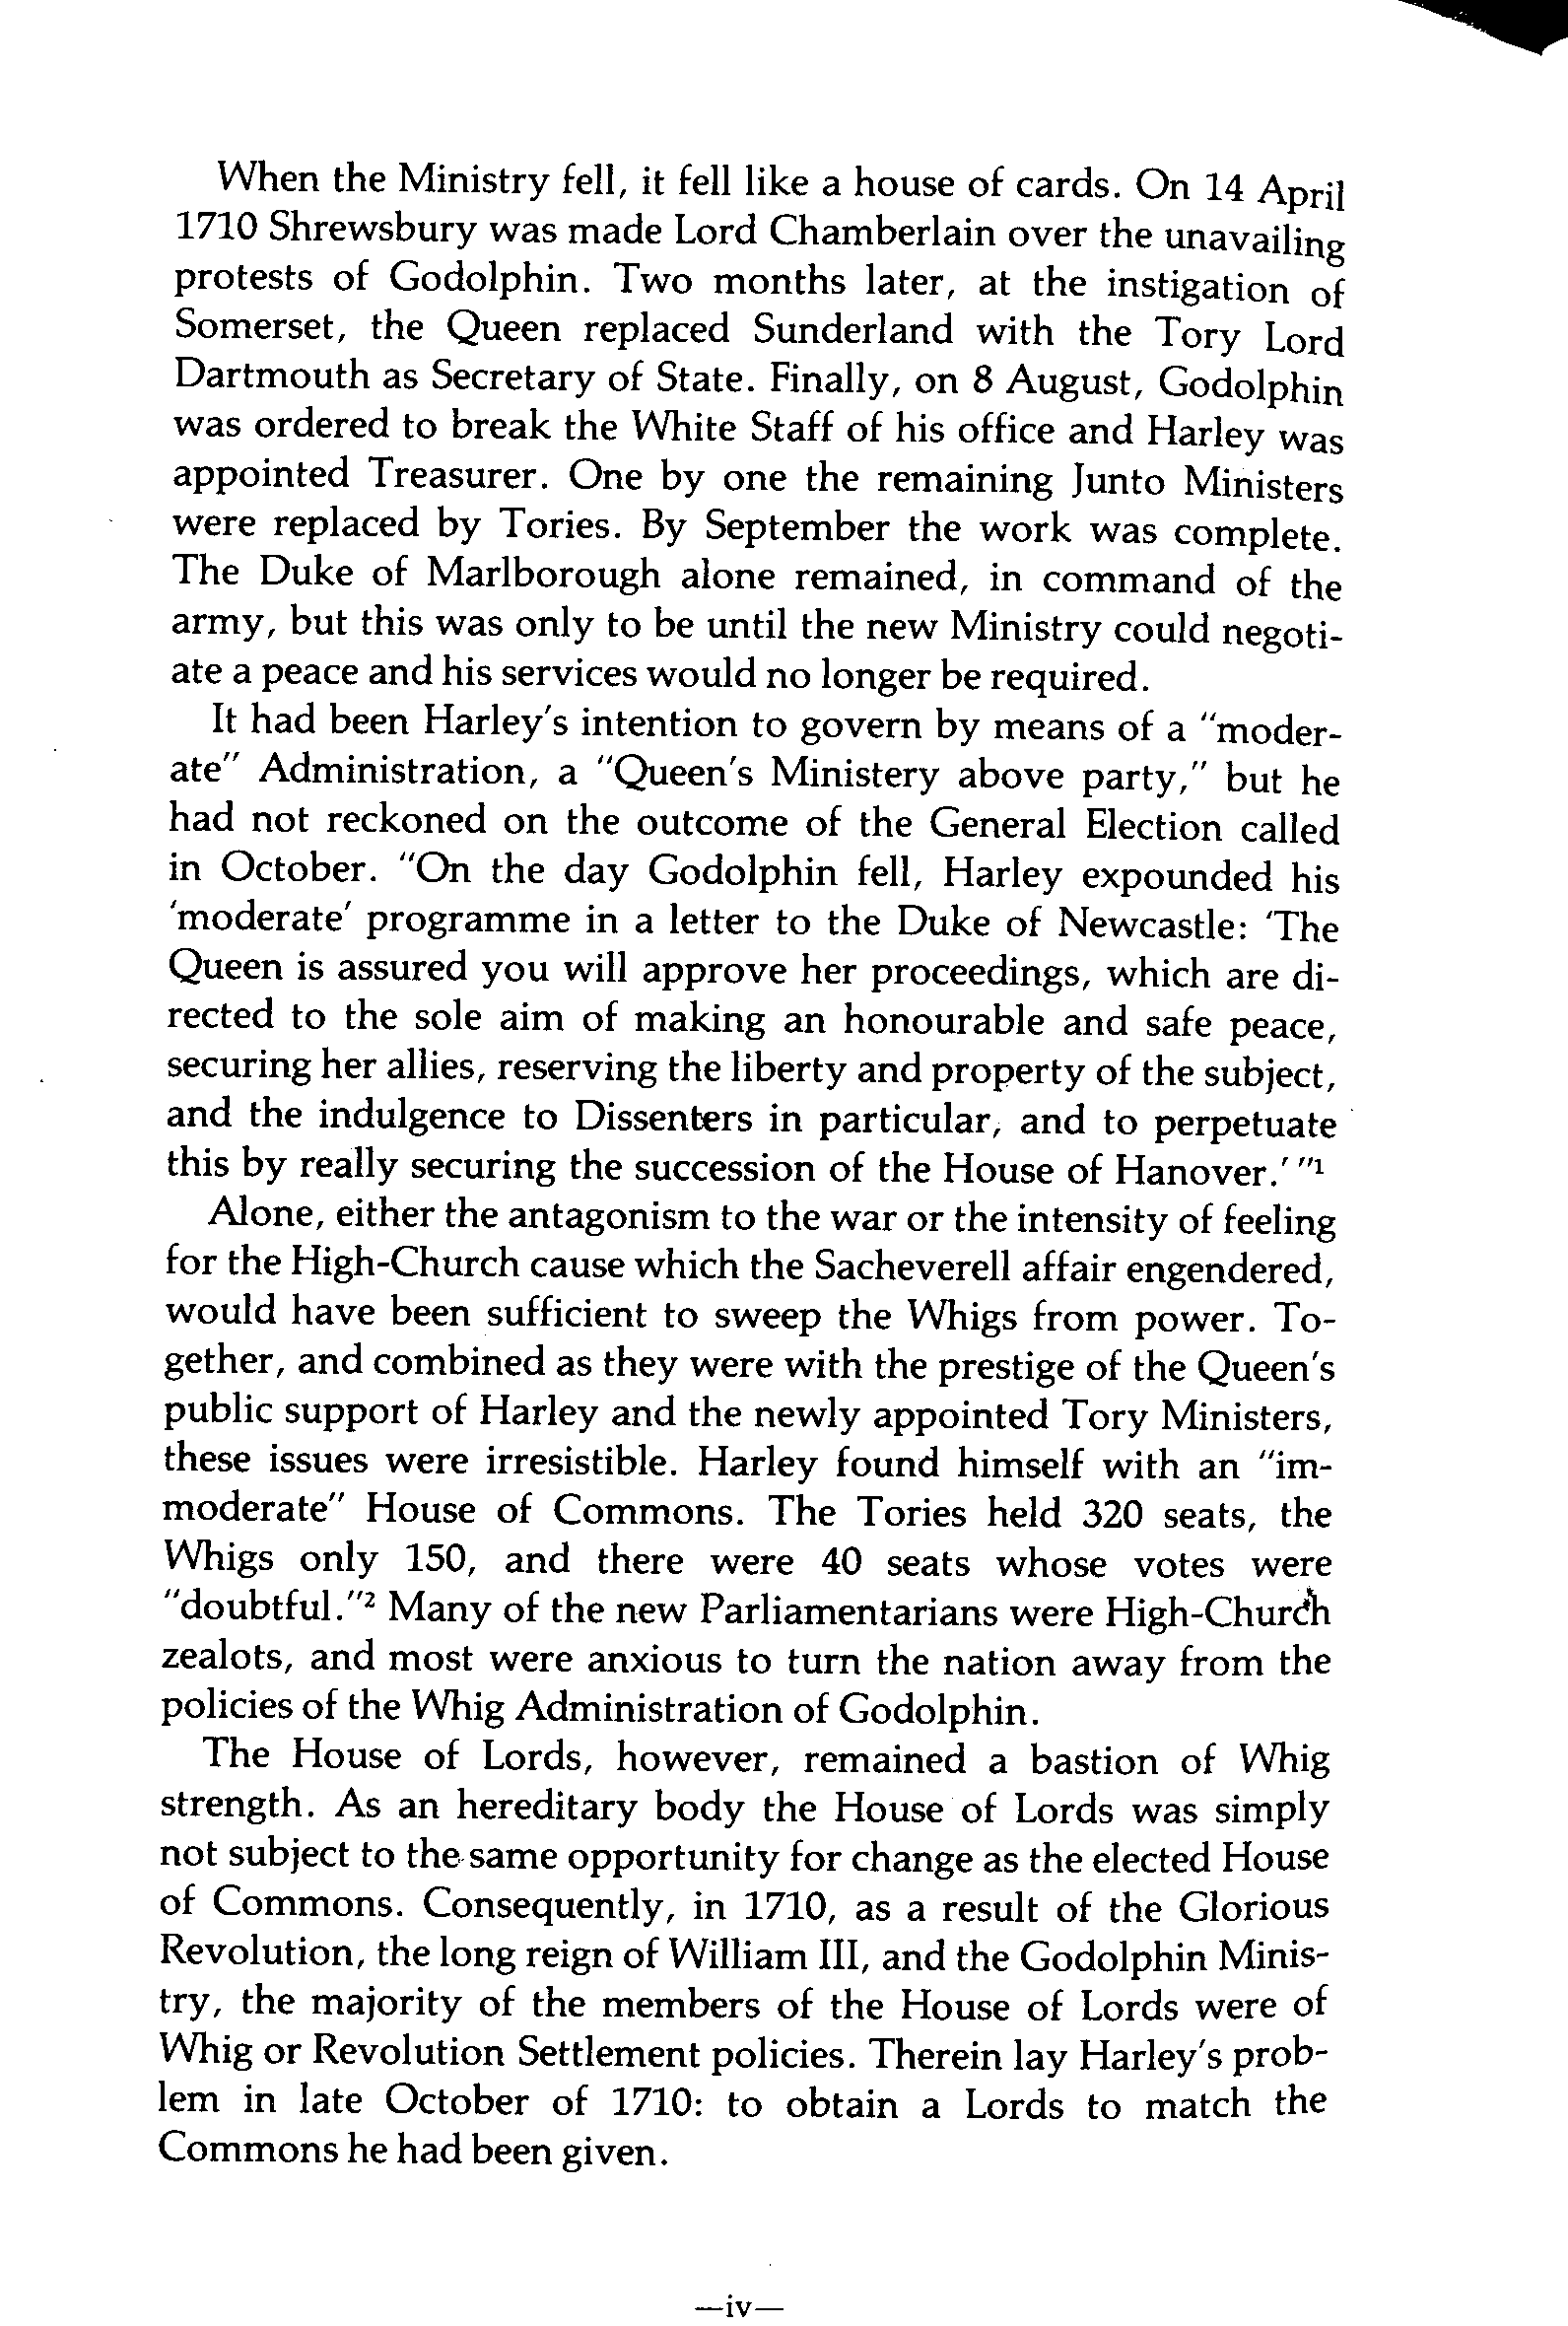 When the Ministry fell, it fell like a house of cards. On 14 April
1710 Shrewsbury was made Lord Chamberlain over the unavailing
protests of Godolphin. Two months later, at the instigation of
Somerset, the Queen replaced Sunderland with the Tory Lord
Dartmouth as Secretary of State. Finally, on 8 August, Godolphin
was ordered to break the White Staff of his office and Harley was
appointed Treasurer. One by one the remaining Junto Ministers
were replaced by Tories. By September the work was complete.
The Duke of Marlborough alone remained, in command of the
army, but this was only to be until the new Ministry could negoti-
ate a peace and his services would no longer be required.
It had been Harley's intention to govern by means of a "moder-
ate" Administration, a "Queen's Ministery above party," but he
had not reckoned on the outcome of the General Election called
in October. "On the day Godolphin fell, Harley expounded his
'moderate' programme in a letter to the Duke of Newcastle: 'The
Queen is assured you will approve her proceedings, which are di-
rected to the sole aim of making an honourable and safe peace,
securing her allies, reserving the liberty and property of the subject,
and the indulgence to Dissenters in particular, and to perpetuate
this by really securing the succession of the House of Hanover.' "¹
Alone, either the antagonism to the war or the intensity of feeling
for the High-Church cause which the Sacheverell affair engendered,
would have been sufficient to sweep the Whigs from power. To-
gether, and combined as they were with the prestige of the Queen's
public support of Harley and the newly appointed Tory Ministers,
these issues were irresistible. Harley found himself with an "im-
moderate" House of Commons. The Tories held 320 seats, the
Whigs only 150, and there were 40 seats whose votes were
"doubtful."² Many of the new Parliamentarians were High-Church
zealots, and most were anxious to turn the nation away from the
policies of the Whig Administration of Godolphin.
The House of Lords, however, remained a bastion of Whig
strength. As an hereditary body the House of Lords was simply
not subject to the same opportunity for change as the elected House
of Commons. Consequently, in 1710, as a result of the Glorious
Revolution, the long reign of William III, and the Godolphin Minis-
try, the majority of the members of the House of Lords were of
Whig or Revolution Settlement policies. Therein lay Harley's prob-
lem in late October of 1710: to obtain a Lords to match the
Commons he had been given.
—iv—